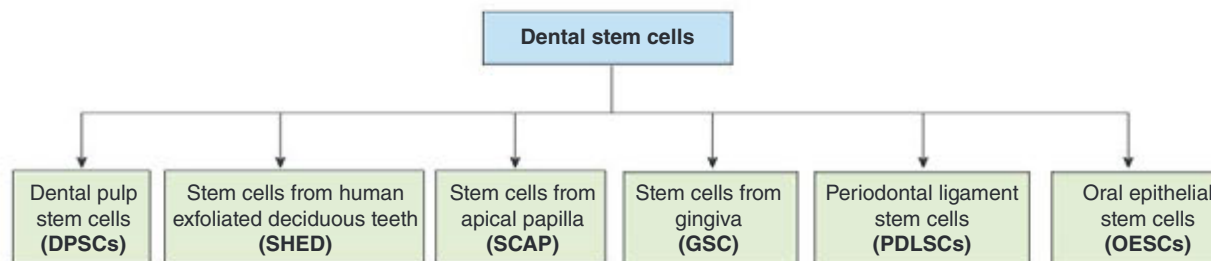 Dental stem cells
Dental pulp
stem cells
(DPSCs)
Stem cells from human
exfoliated deciduous teeth
(SHED)
Stem cells from
apical papilla
(SCAP)
Stem cells from
gingiva
(GSC)
Periodontal ligament
stem cells
(PDLSCs)
Oral epithelial
stem cells
(OESCs)